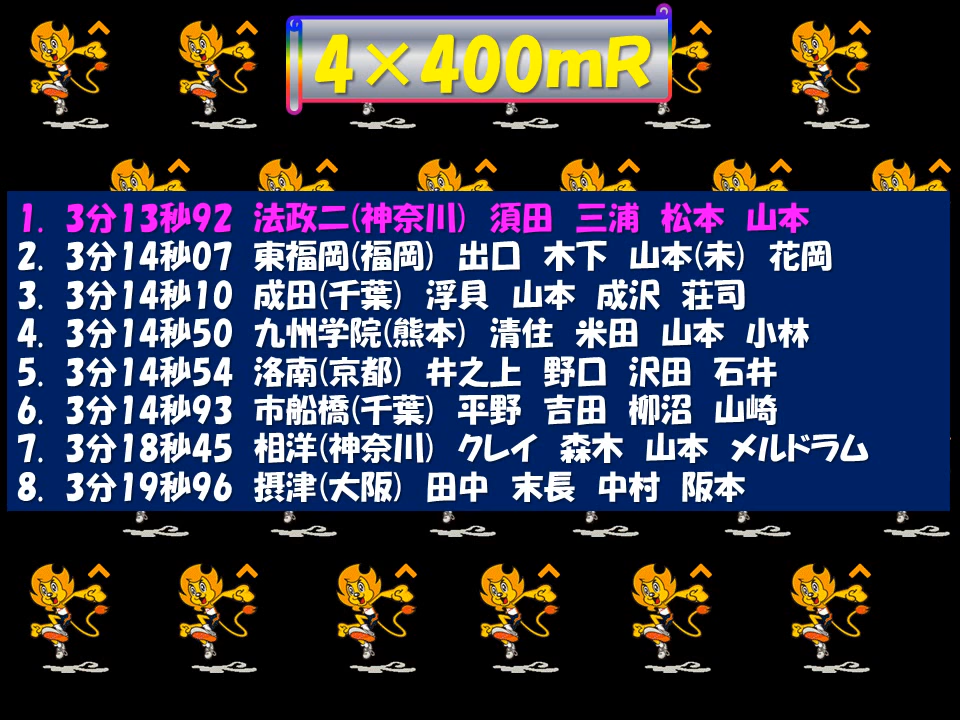 4×400mR
1. 3分13秒92 法政二(神奈川) 須田 三浦 松本 山本
2. 3分14秒07 東福岡(福岡) 出口 木下 山本(未) 花岡
3. 3分14秒10 成田(千葉) 浮貝 山本 成沢 荘司
4. 3分14秒50 九州学院(熊本) 清住 米田 山本 小林
5. 3分14秒54 洛南(京都) 井之上 野口 沢田 石井
6. 3分14秒93 市船橋(千葉) 平野 吉田 柳沼 山崎
7. 3分18秒45 相洋(神奈川) クレイ 森木 山本 メルドラム
8. 3分19秒96 摂津(大阪) 田中 末長 中村 阪本